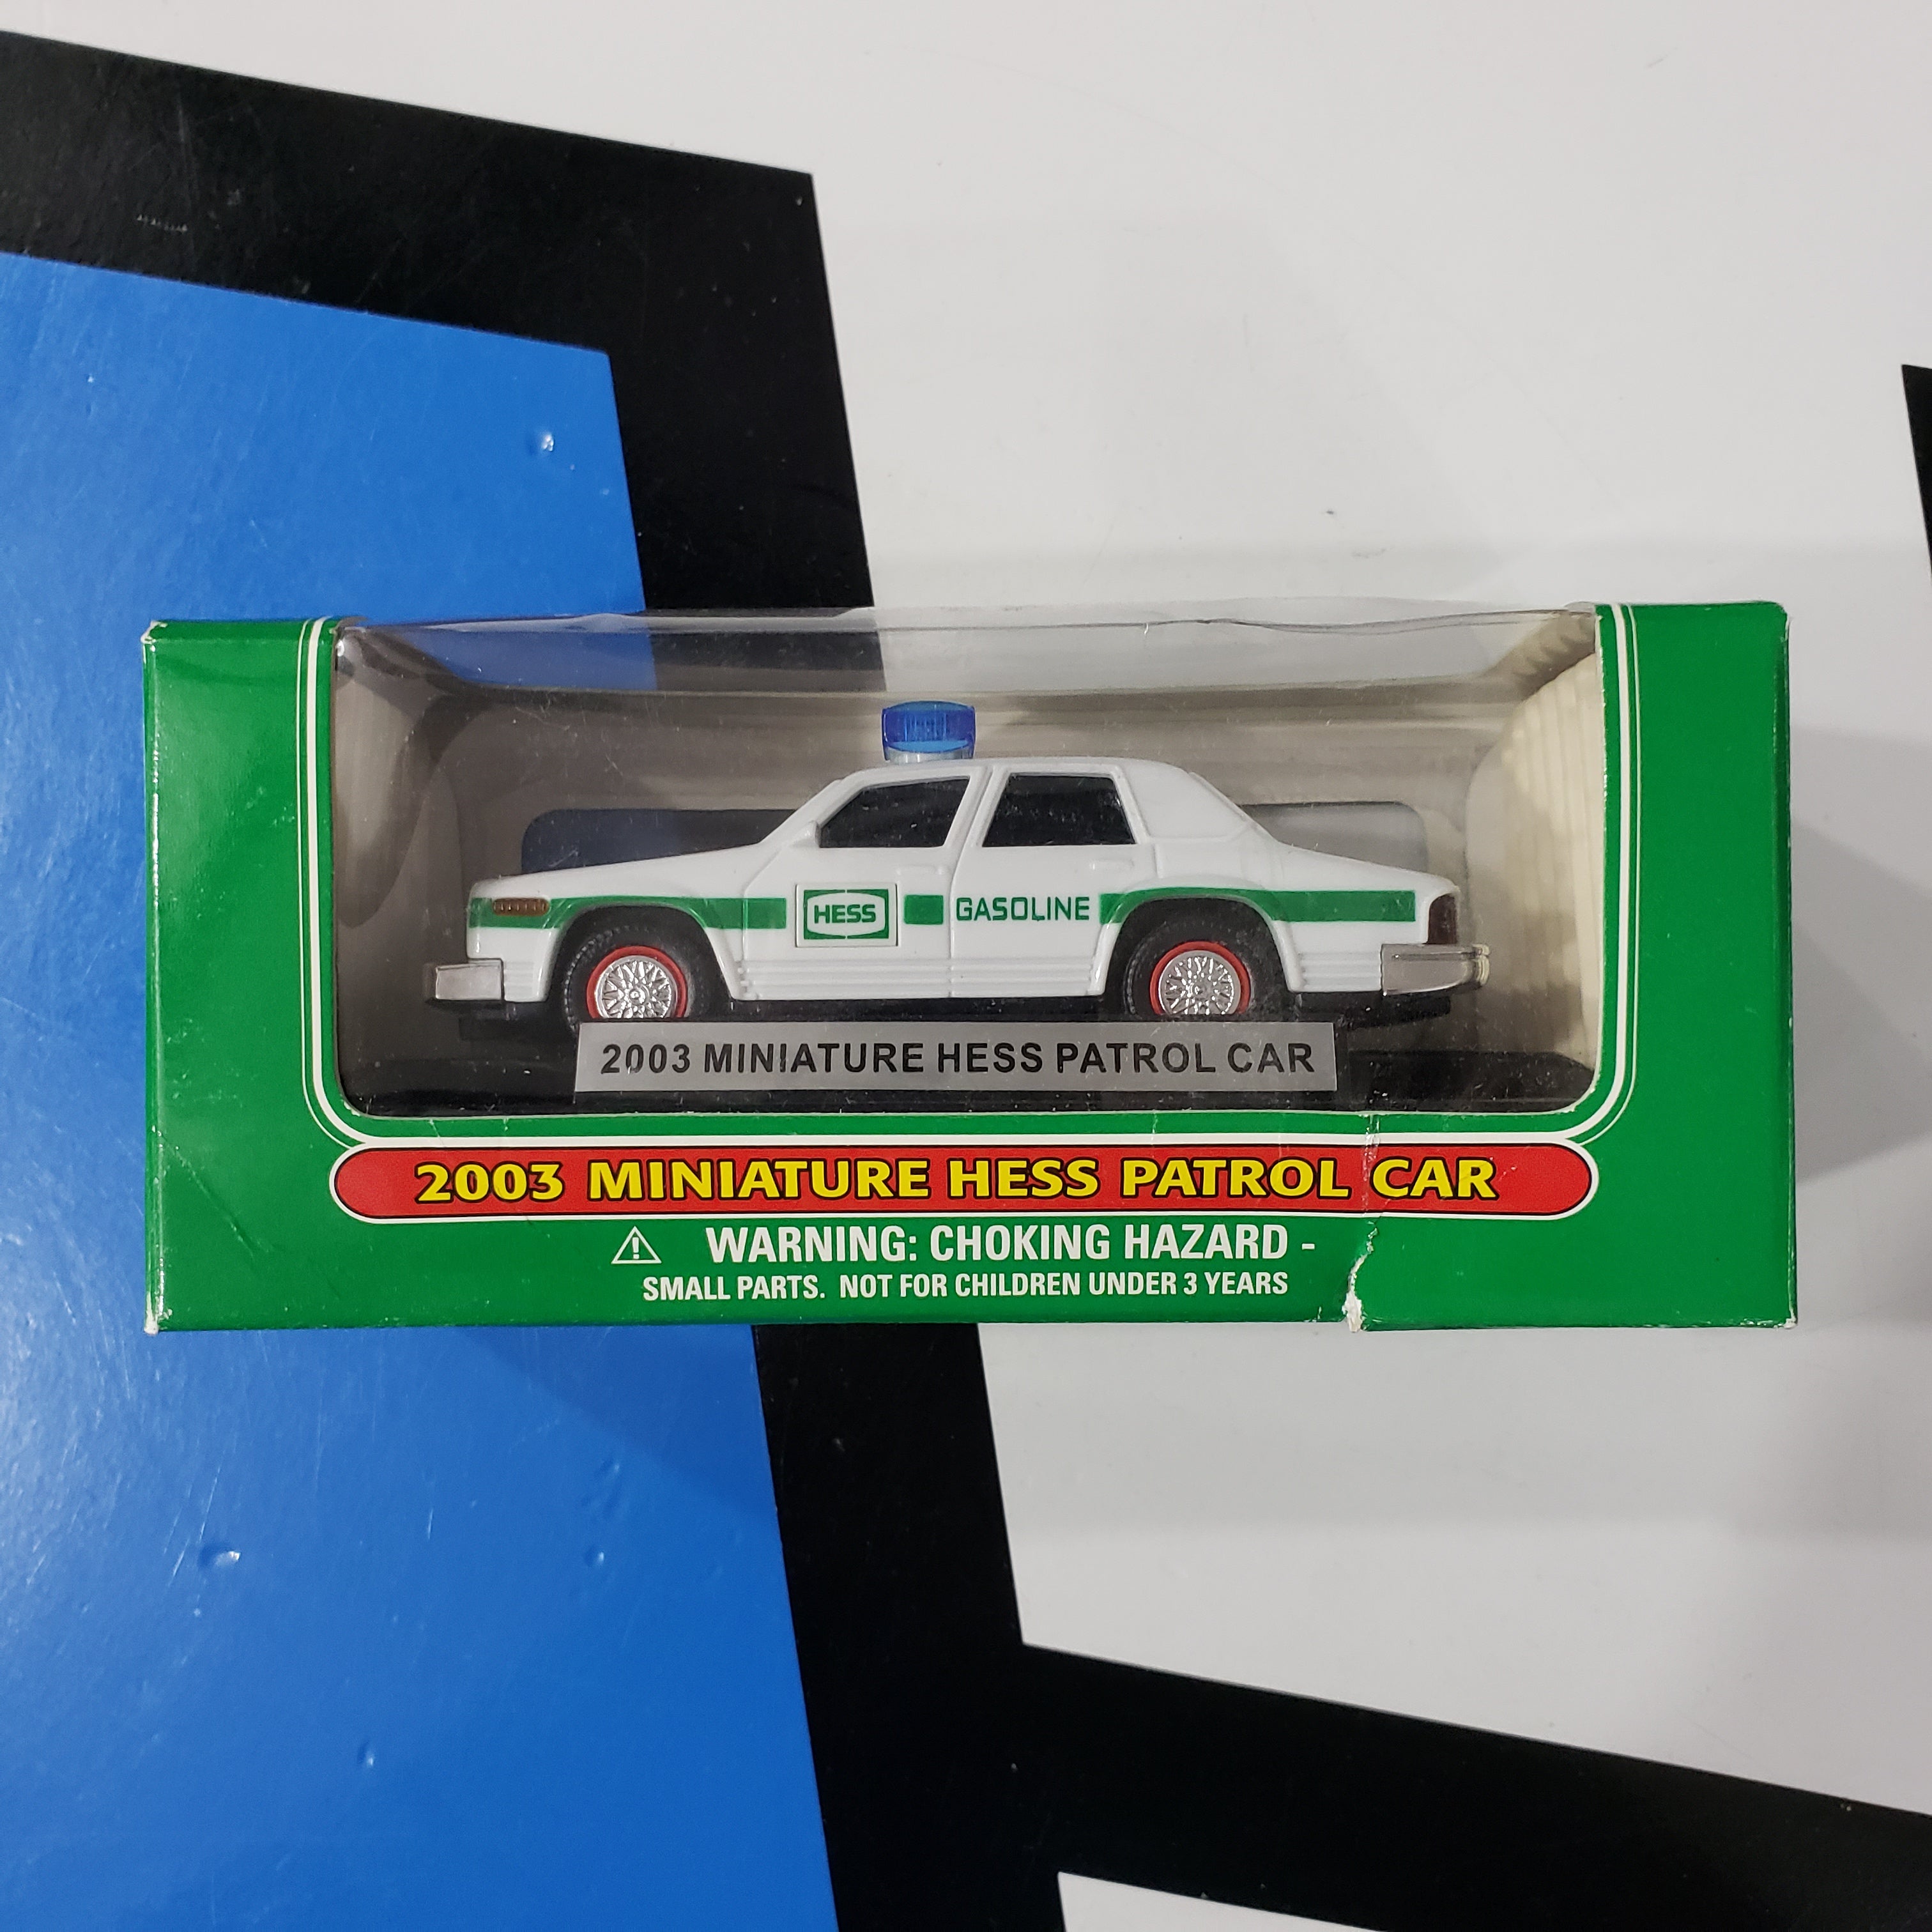 HESS
GASOLINE
2003 MINIATURE HESS PATROL CAR
2003 MINIATURE HESS PATROL CAR
WARNING: CHOKING HAZARD -
SMALL PARTS. NOT FOR CHILDREN UNDER 3 YEARS